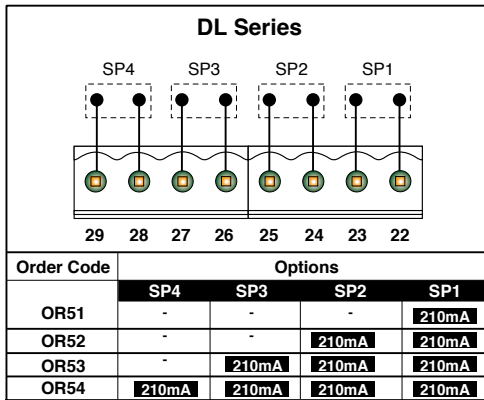 DL Series
SP4 SP3 SP2 SP1
29 28 27 26 25 24 23 22
Order Code Options
SP4 SP3 SP2 SP1
OR51 - - - 210mA
OR52 - - 210mA 210mA
OR53 - 210mA 210mA 210mA
OR54 210mA 210mA 210mA 210mA